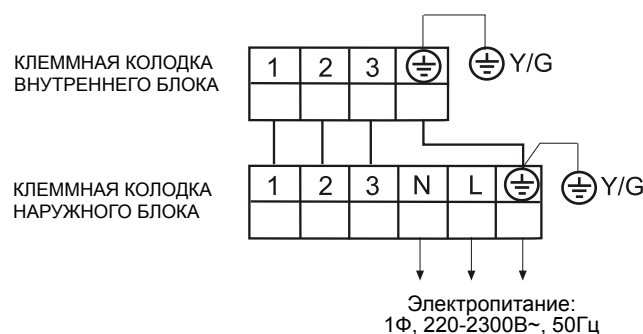 КЛЕММНАЯ КОЛОДКА
ВНУТРЕННЕГО БЛОКА
1 2 3 Y/G
КЛЕММНАЯ КОЛОДКА
НАРУЖНОГО БЛОКА
1 2 3 N L Y/G
Электропитание:
1Ф, 220-2300В~, 50Гц